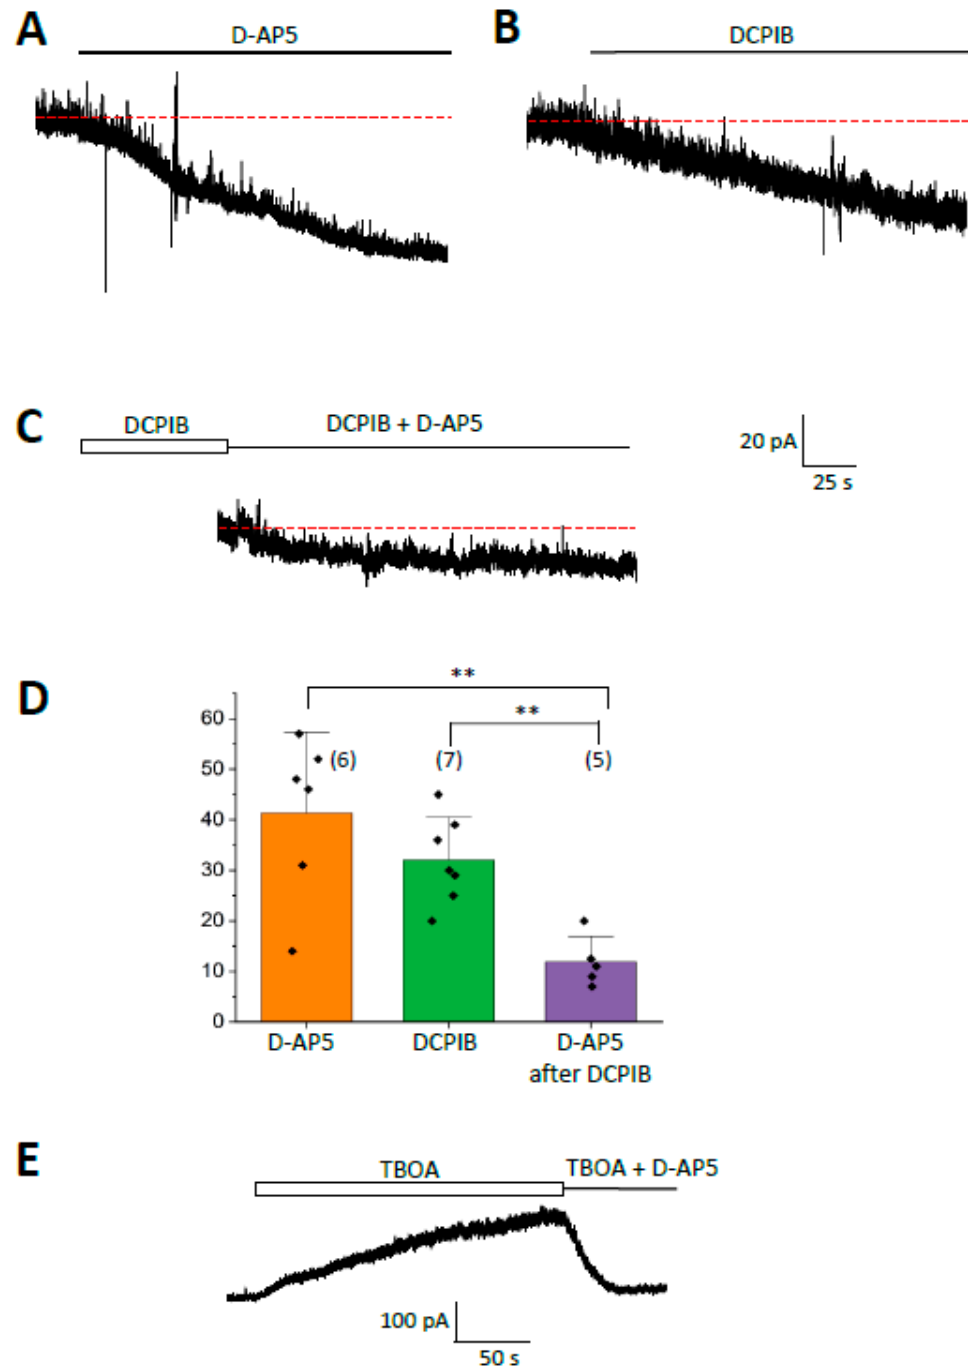 A
D-AP5
B
DCPIB
C
DCPIB
DCPIB + D-AP5
20 pA
25 s
D
**
**
60
50
40
30
20
10
0
(6)
(7)
(5)
D-AP5
DCPIB
D-AP5
after DCPIB
E
TBOA
TBOA + D-AP5
100 pA
50 s